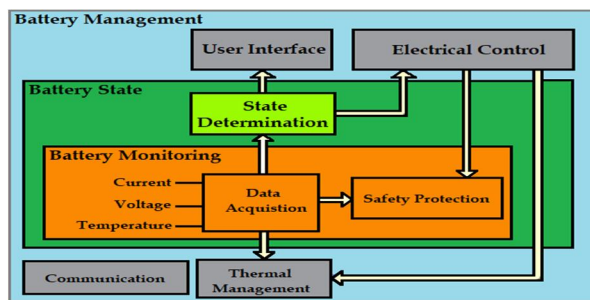 Battery Management
User Interface
Electrical Control
Battery State
State
Determination
Battery Monitoring
Current
Voltage
Temperature
Data
Acquistion
Safety Protection
Communication
Thermal
Management